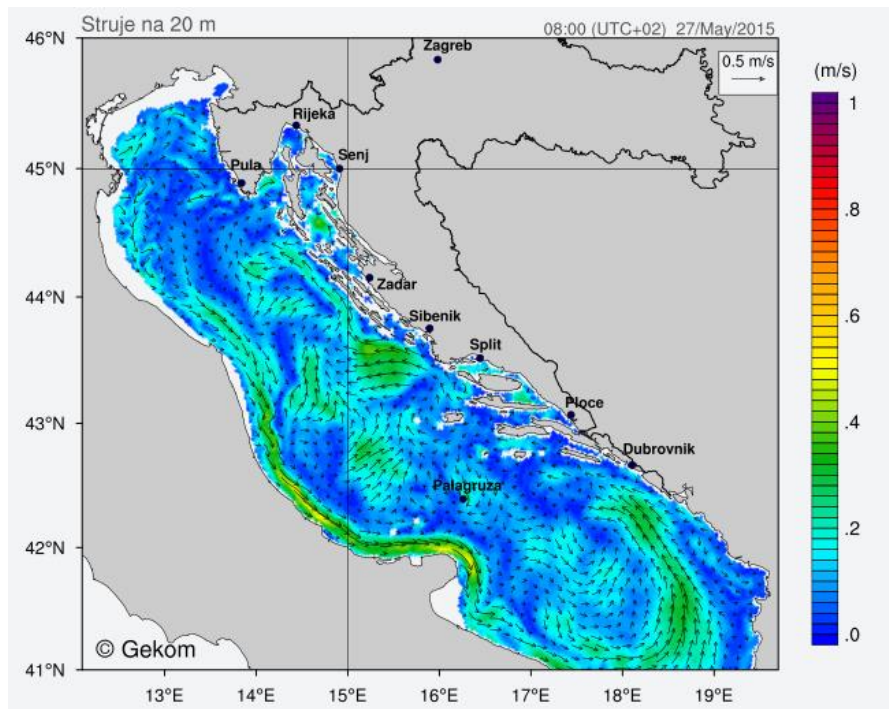 Struje na 20 m
08:00 (UTC+02) 27/May/2015
46°N
Zagreb
0.5 m/s
(m/s)
1
Rijeka
Senj
45°N
Pula
.8
44°N
Zadar
.6
Sibenik
Split
43°N
Ploce
.4
Dubrovnik
Palagruza
42°N
.2
© Gekom
.0
41°N
13°E 14°E 15°E 16°E 17°E 18°E 19°E